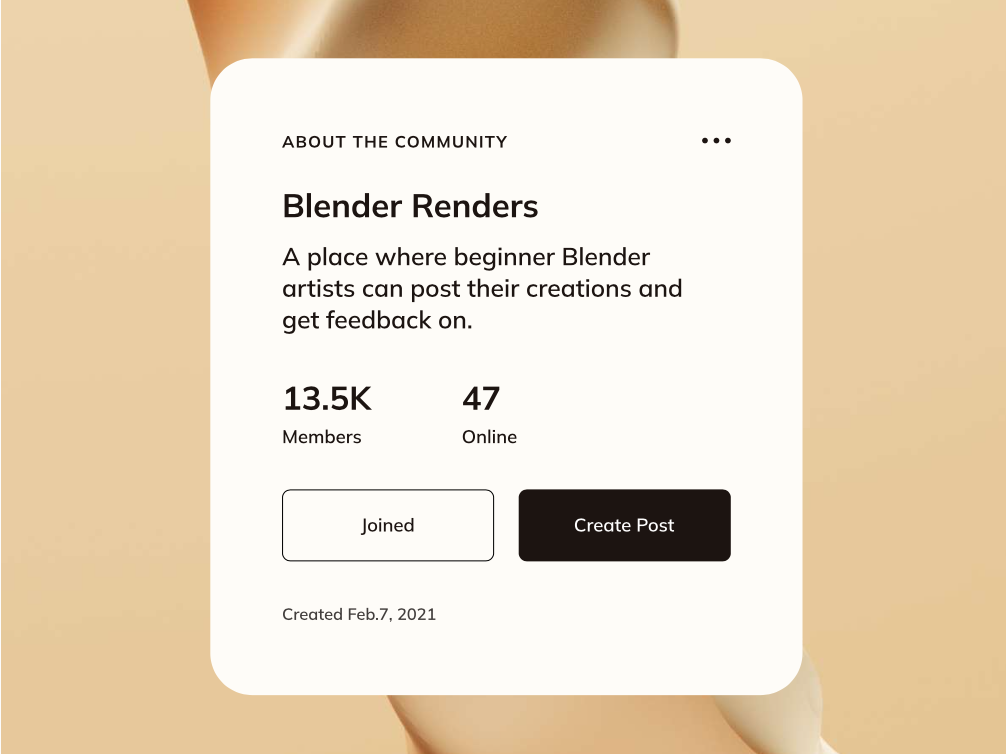 ABOUT THE COMMUNITY
Blender Renders
A place where beginner Blender
artists can post their creations and
get feedback on.
13.5K
47
Members
Online
Joined
Create Post
Created Feb.7, 2021